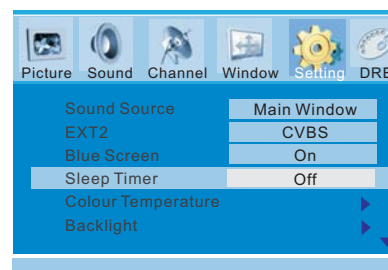 Picture Sound Channel Window Setting DRE
Sound Source Main Window
EXT2 CVBS
Blue Screen On
Sleep Timer Off
Colour Temperature
Backlight